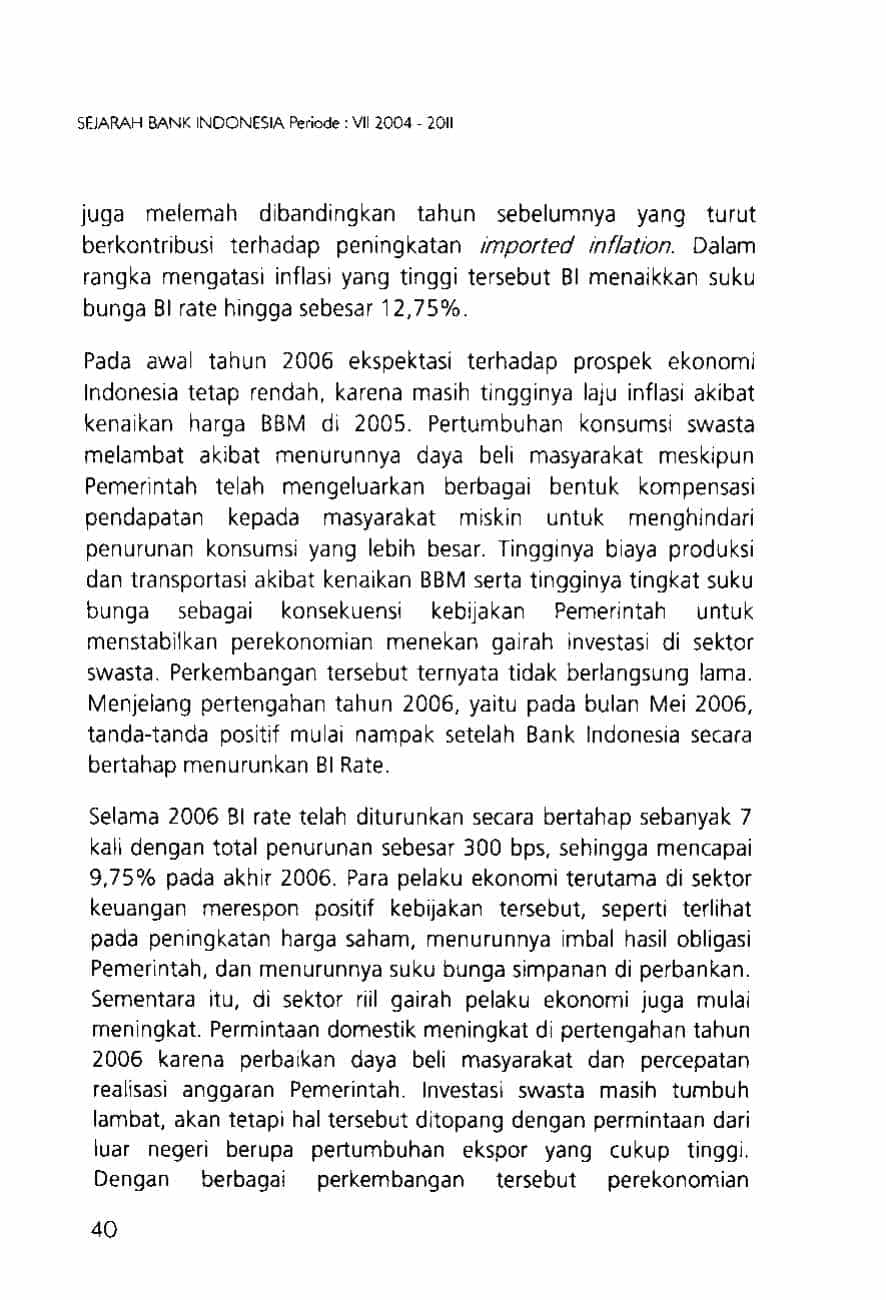 SEJARAH BANK INDONESIA Periode : VII 2004 - 2011
juga melemah dibandingkan tahun sebelumnya yang turut
berkontribusi terhadap peningkatan imported inflation. Dalam
rangka mengatasi inflasi yang tinggi tersebut BI menaikkan suku
bunga BI rate hingga sebesar 12,75%.
Pada awal tahun 2006 ekspektasi terhadap prospek ekonomi
Indonesia tetap rendah, karena masih tingginya laju inflasi akibat
kenaikan harga BBM di 2005. Pertumbuhan konsumsi swasta
melambat akibat menurunnya daya beli masyarakat meskipun
Pemerintah telah mengeluarkan berbagai bentuk kompensasi
pendapatan kepada masyarakat miskin untuk menghindari
penurunan konsumsi yang lebih besar. Tingginya biaya produksi
dan transportasi akibat kenaikan BBM serta tingginya tingkat suku
bunga sebagai konsekuensi kebijakan Pemerintah untuk
menstabilkan perekonomian menekan gairah investasi di sektor
swasta. Perkembangan tersebut ternyata tidak berlangsung lama.
Menjelang pertengahan tahun 2006, yaitu pada bulan Mei 2006,
tanda-tanda positif mulai nampak setelah Bank Indonesia secara
bertahap menurunkan BI Rate.
Selama 2006 BI rate telah diturunkan secara bertahap sebanyak 7
kali dengan total penurunan sebesar 300 bps, sehingga mencapai
9,75% pada akhir 2006. Para pelaku ekonomi terutama di sektor
keuangan merespon positif kebijakan tersebut, seperti terlihat
pada peningkatan harga saham, menurunnya imbal hasil obligasi
Pemerintah, dan menurunnya suku bunga simpanan di perbankan.
Sementara itu, di sektor riil gairah pelaku ekonomi juga mulai
meningkat. Permintaan domestik meningkat di pertengahan tahun
2006 karena perbaikan daya beli masyarakat dan percepatan
realisasi anggaran Pemerintah. Investasi swasta masih tumbuh
lambat, akan tetapi hal tersebut ditopang dengan permintaan dari
luar negeri berupa pertumbuhan ekspor yang cukup tinggi.
Dengan berbagai perkembangan tersebut perekonomian
40